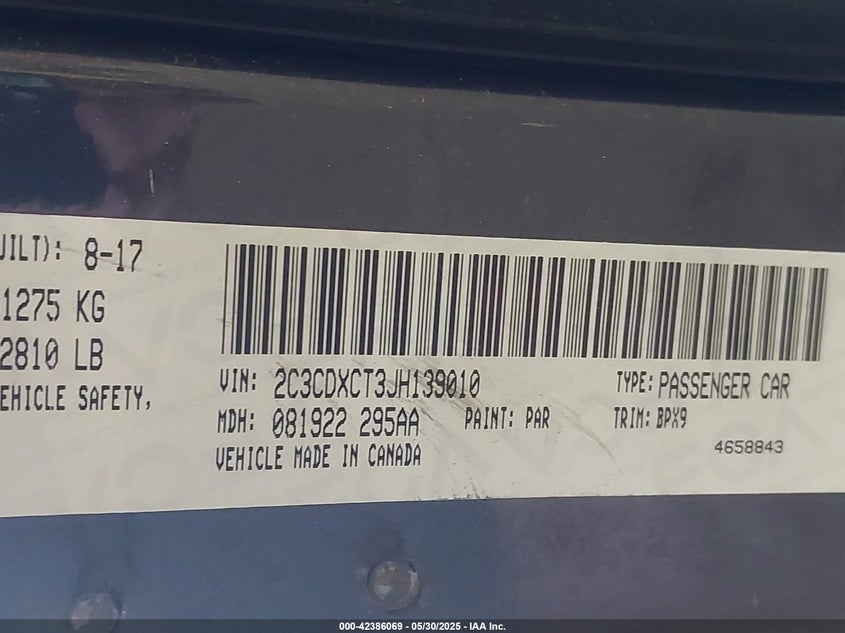 UILT): 8-17
1275 KG
2810 LB
EHICLE SAFETY,
VIN: 2C3CDXCT3JH139010 TYPE: PASSENGER CAR
MDH: 081922 295AA PAINT: PAR TRIM: BPX9
VEHICLE MADE IN CANADA 4658843
000-42386069 - 05/30/2025 - IAA Inc.